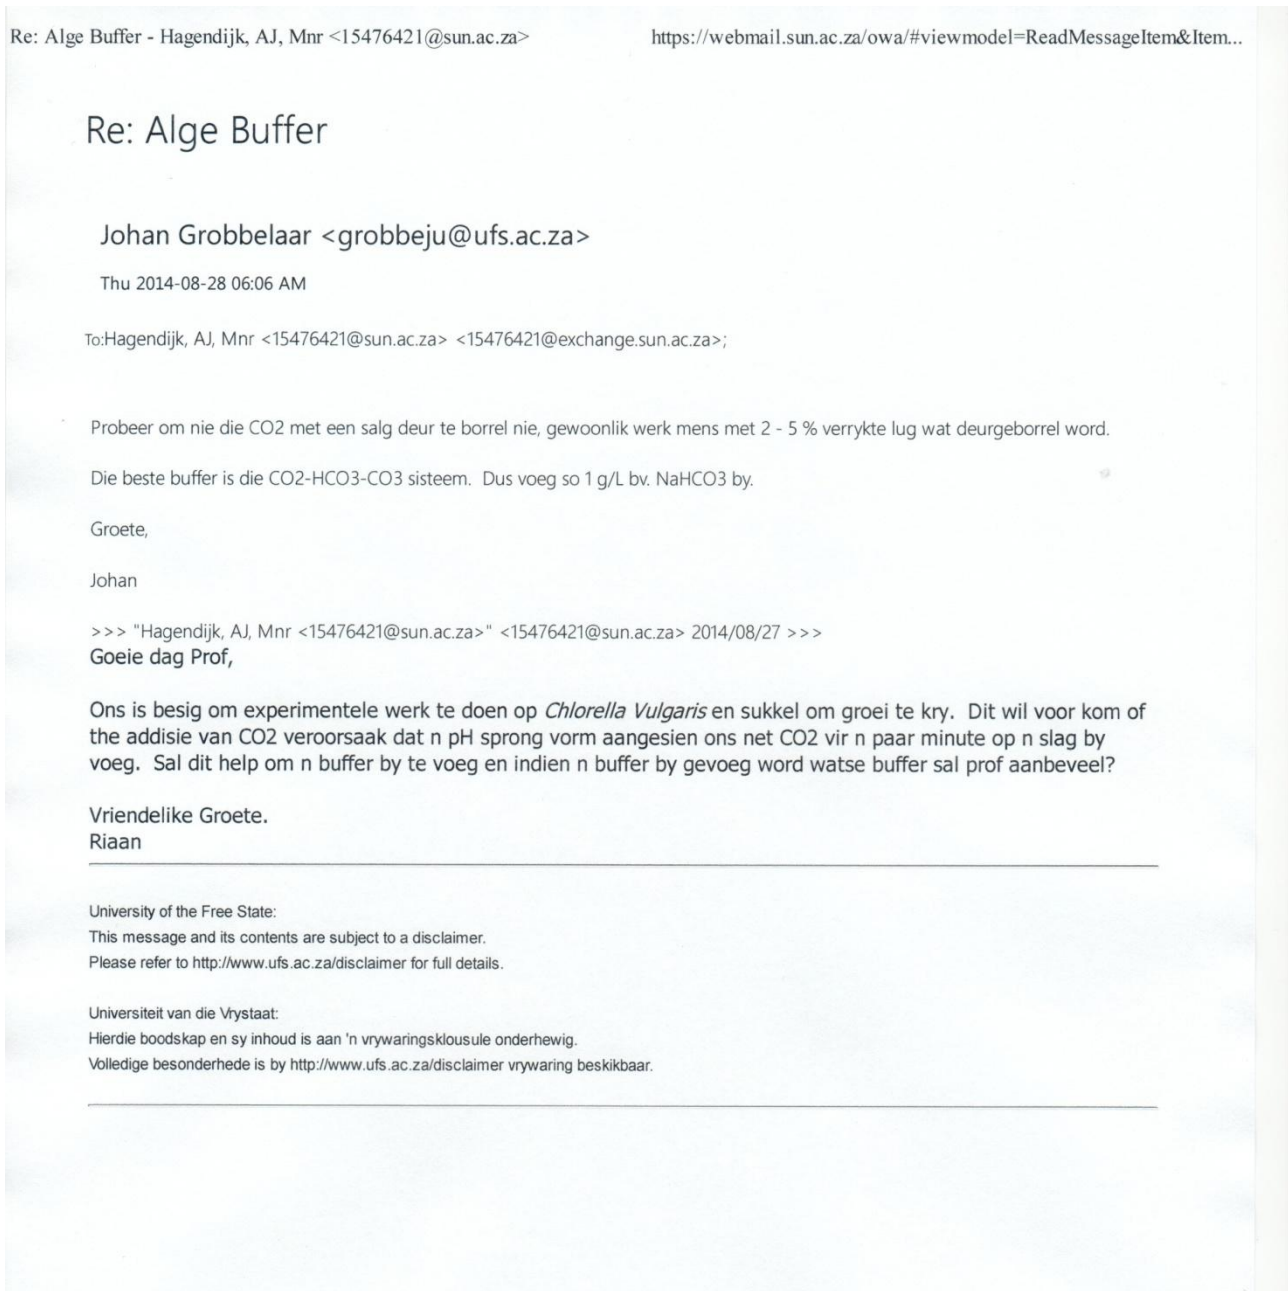 Re: Alge Buffer - Hagendijk, AJ, Mnr <15476421@sun.ac.za> https://webmail.sun.ac.za/owa/#viewmodel=ReadMessageItem&Item...
Re: Alge Buffer
Johan Grobbelaar <grobbeju@ufs.ac.za>
Thu 2014-08-28 06:06 AM
To:Hagendijk, AJ, Mnr <15476421@sun.ac.za> <15476421@exchange.sun.ac.za>;
Probeer om nie die CO2 met een salg deur te borrel nie, gewoonlik werk mens met 2 - 5 % verrykte lug wat deurgeborrel word.
Die beste buffer is die CO2-HCO3-CO3 sisteem. Dus voeg so 1 g/L bv. NaHCO3 by.
Groete,
Johan
>>> "Hagendijk, AJ, Mnr <15476421@sun.ac.za>" <15476421@sun.ac.za> 2014/08/27 >>>
Goeie dag Prof,
Ons is besig om experimentele werk te doen op Chlorella Vulgaris en sukkel om groei te kry. Dit wil voor kom of
the addisie van CO2 veroorsaak dat n pH sprong vorm aangesien ons net CO2 vir n paar minute op n slag by
voeg. Sal dit help om n buffer by te voeg en indien n buffer by gevoeg word watse buffer sal prof aanbeveel?
Vriendelike Groete.
Riaan
University of the Free State:
This message and its contents are subject to a disclaimer.
Please refer to http://www.ufs.ac.za/disclaimer for full details.
Universiteit van die Vrystaat:
Hierdie boodskap en sy inhoud is aan 'n vrywaringsklousule onderhewig.
Volledige besonderhede is by http://www.ufs.ac.za/disclaimer vrywaring beskikbaar.